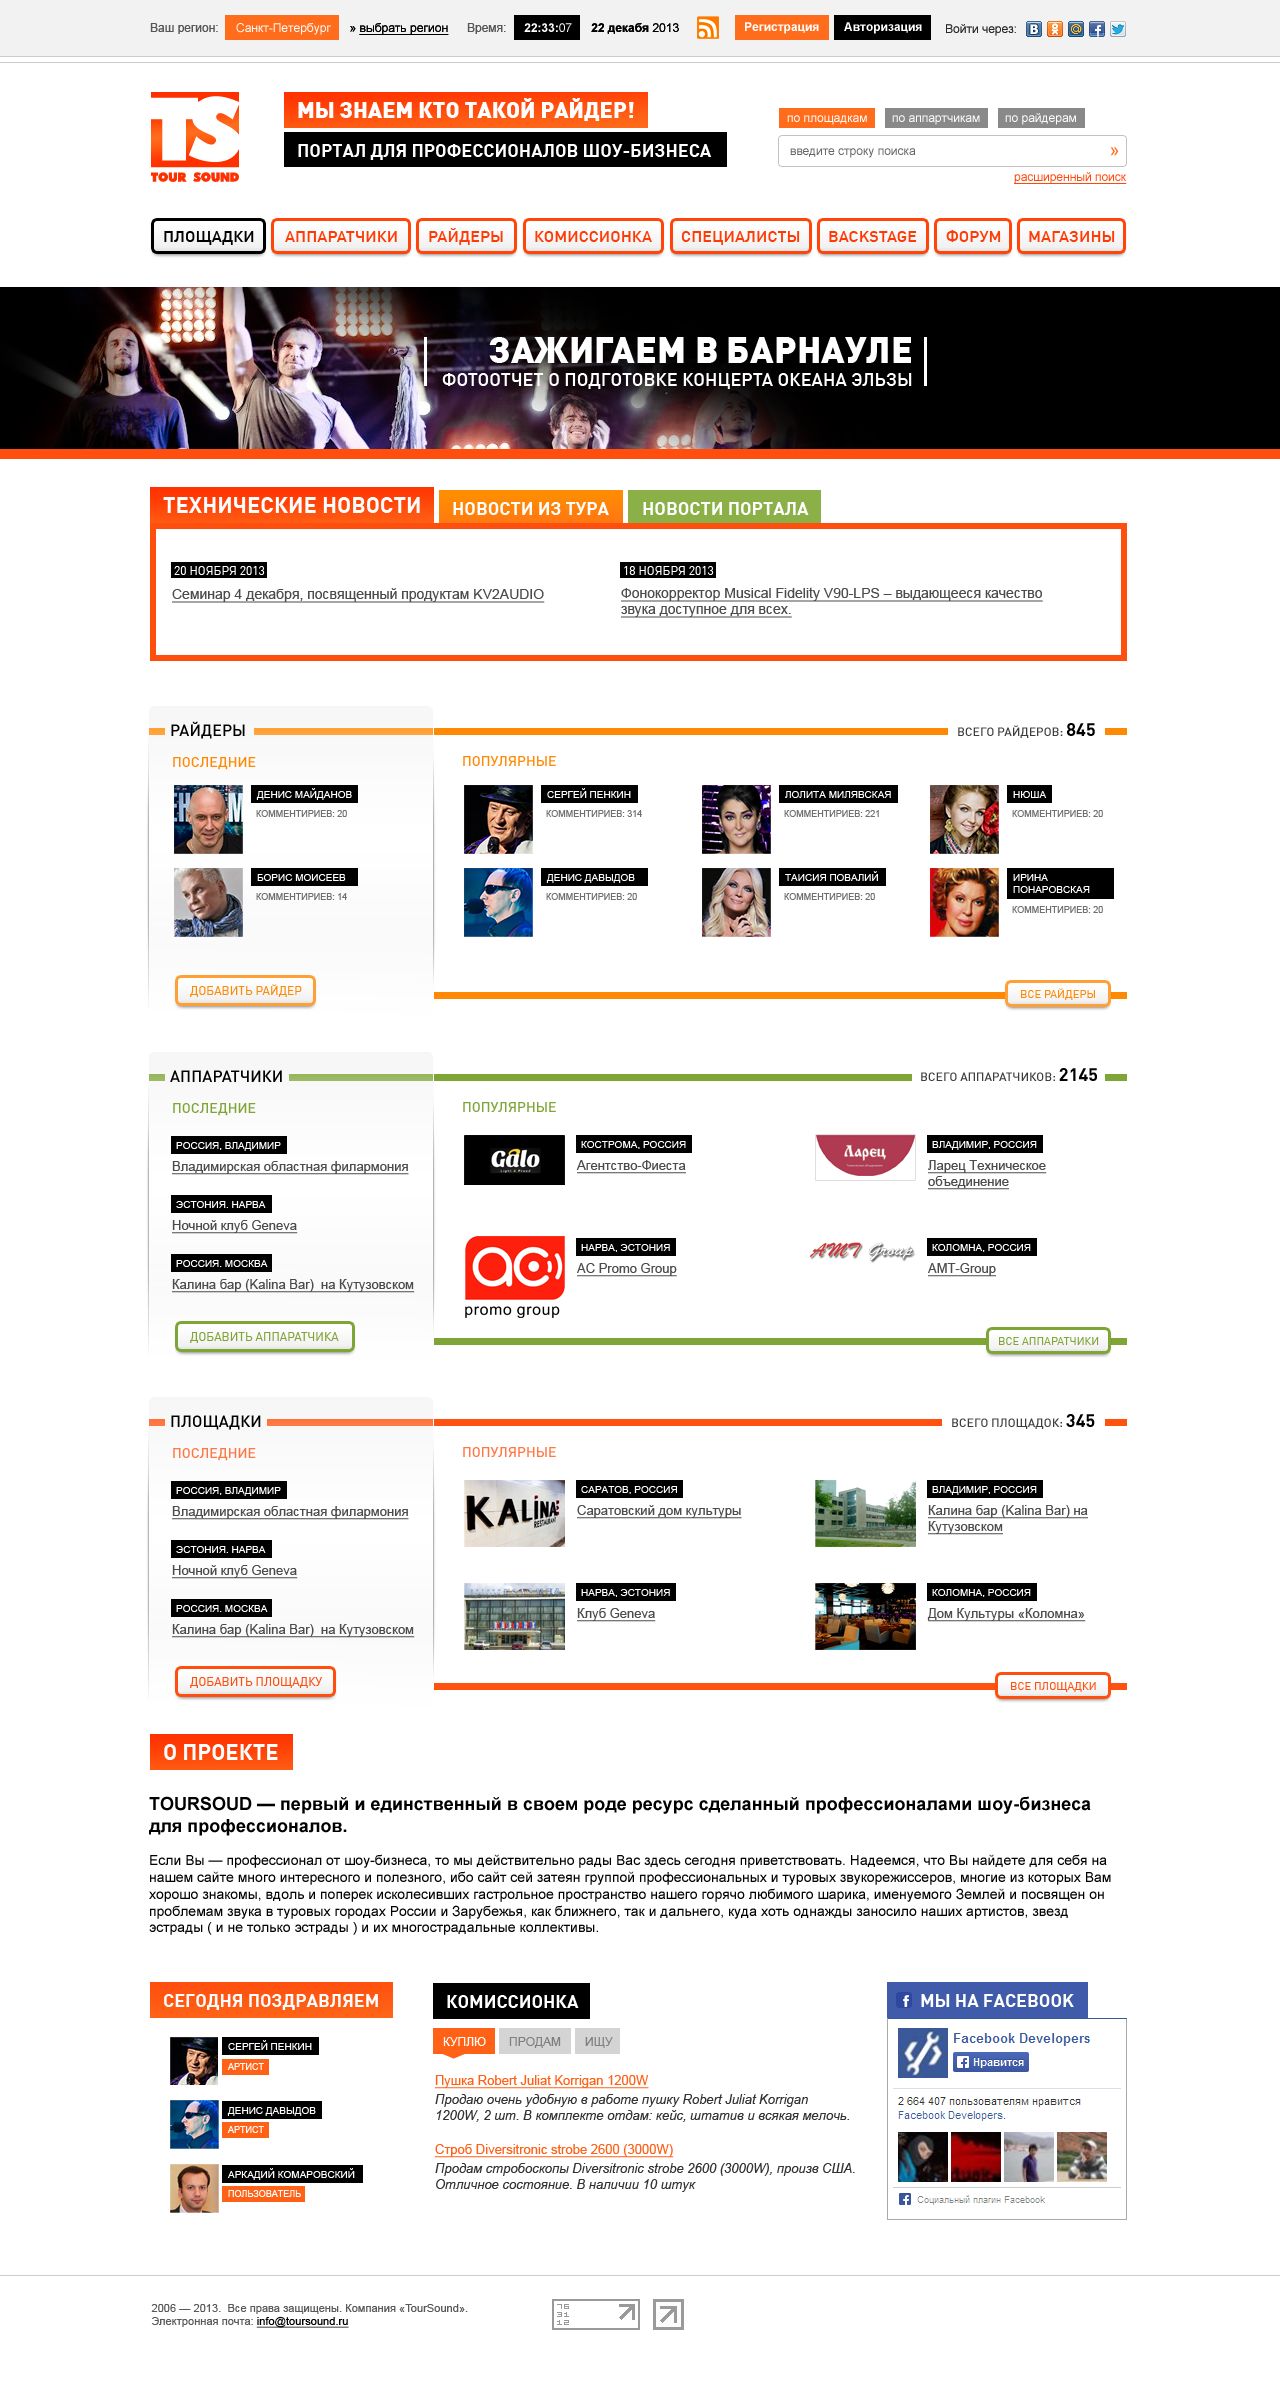 Ваш регион: Санкт-Петербург » выбрать регион Время: 22:33:07 22 декабя 2013 Регистрация Авторизация Войти через:
TS
TOUR SOUND
МЫ ЗНАЕМ КТО ТАКОЙ РАЙДЕР!
ПОРТАЛ ДЛЯ ПРОФЕССИОНАЛОВ ШОУ-БИЗНЕСА
по площадкам по аппартчикам по райдерам
введите строку поиска »
расширенный поиск
ПЛОЩАДКИ АППАРАТЧИКИ РАЙДЕРЫ КОМИССИОНКА СПЕЦИАЛИСТЫ BACKSTAGE ФОРУМ МАГАЗИНЫ
ЗАЖИГАЕМ В БАРНАУЛЕ
ФОТООТЧЕТ О ПОДГОТОВКЕ КОНЦЕРТА ОКЕАНА ЭЛЬЗЫ
ТЕХНИЧЕСКИЕ НОВОСТИ НОВОСТИ ИЗ ТУРА НОВОСТИ ПОРТАЛА
20 НОЯБРЯ 2013
Семинар 4 декабря, посвященный продуктам KV2AUDIO
18 НОЯБРЯ 2013
Фонокорректор Musical Fidelity V90-LPS – выдающееся качество
звука доступное для всех.
РАЙДЕРЫ
ВСЕГО РАЙДЕРОВ: 845
ПОСЛЕДНИЕ
ДЕНИС МАЙДАНОВ
КОММЕНТИРИЕВ: 20
БОРИС МОИСЕЕВ
КОММЕНТИРИЕВ: 14
ДОБАВИТЬ РАЙДЕР
ПОПУЛЯРНЫЕ
СЕРГЕЙ ПЕНКИН
КОММЕНТИРИЕВ: 314
ЛОЛИТА МИЛЯВСКАЯ
КОММЕНТИРИЕВ: 221
НЮША
КОММЕНТИРИЕВ: 20
ДЕНИС ДАВЫДОВ
КОММЕНТИРИЕВ: 20
ТАИСИЯ ПОВАЛИЙ
КОММЕНТИРИЕВ: 20
ИРИНА
ПОНАРОВСКАЯ
КОММЕНТИРИЕВ: 20
ВСЕ РАЙДЕРЫ
АППАРАТЧИКИ
ВСЕГО АППАРАТЧИКОВ: 2145
ПОСЛЕДНИЕ
РОССИЯ, ВЛАДИМИР
Владимирская областная филармония
ЭСТОНИЯ. НАРВА
Ночной клуб Geneva
РОССИЯ. МОСКВА
Калина бар (Kalina Bar)  на Кутузовском
ДОБАВИТЬ АППАРАТЧИКА
ПОПУЛЯРНЫЕ
Gdlo
КОСТРОМА, РОССИЯ
Агентство-Фиеста
Ларец
ВЛАДИМИР, РОССИЯ
Ларец Техническое
объединение
ac
promo group
НАРВА, ЭСТОНИЯ
AC Promo Group
AMT Group
КОЛОМНА, РОССИЯ
AMT-Group
ВСЕ АППАРАТЧИКИ
ПЛОЩАДКИ
ВСЕГО ПЛОЩАДОК: 345
ПОСЛЕДНИЕ
РОССИЯ, ВЛАДИМИР
Владимирская областная филармония
ЭСТОНИЯ. НАРВА
Ночной клуб Geneva
РОССИЯ. МОСКВА
Калина бар (Kalina Bar)  на Кутузовском
ДОБАВИТЬ ПЛОЩАДКУ
ПОПУЛЯРНЫЕ
KALINA
RESTAURANT
САРАТОВ, РОССИЯ
Саратовский дом культуры
ВЛАДИМИР, РОССИЯ
Калина бар (Kalina Bar) на
Кутузовском
НАРВА, ЭСТОНИЯ
Клуб Geneva
КОЛОМНА, РОССИЯ
Дом Культуры «Коломна»
ВСЕ ПЛОЩАДКИ
О ПРОЕКТЕ
TOURSOUD — первый и единственный в своем роде ресурс сделанный профессионалами шоу-бизнеса
для профессионалов.
Если Вы — профессионал от шоу-бизнеса, то мы действительно рады Вас здесь сегодня приветствовать. Надеемся, что Вы найдете для себя на
нашем сайте много интересного и полезного, ибо сайт сей затеян группой профессиональных и туровых звукорежиссеров, многие из которых Вам
хорошо знакомы, вдоль и поперек исколесивших гастрольное пространство нашего горячо любимого шарика, именуемого Землей и посвящен он
проблемам звука в туровых городах России и Зарубежья, как ближнего, так и дальнего, куда хоть однажды заносило наших артистов, звезд
эстрады ( и не только эстрады ) и их многострадальные коллективы.
СЕГОДНЯ ПОЗДРАВЛЯЕМ
СЕРГЕЙ ПЕНКИН
АРТИСТ
ДЕНИС ДАВЫДОВ
АРТИСТ
АРКАДИЙ КОМАРОВСКИЙ
ПОЛЬЗОВАТЕЛЬ
КОМИССИОНКА
КУПЛЮ ПРОДАМ ИЩУ
Пушка Robert Juliat Korrigan 1200W
Продаю очень удобную в работе пушку Robert Juliat Korrigan
1200W, 2 шт. В комплекте отдам: кейс, штатив и всякая мелочь.
Строб Diversitronic strobe 2600 (3000W)
Продам стробоскопы Diversitronic strobe 2600 (3000W), произв США.
Отличное состояние. В наличии 10 штук
МЫ НА FACEBOOK
Facebook Developers
Нравится
2 664 407 пользователям нравится
Facebook Developers.
Социальный плагин Facebook
2006 — 2013.  Все права защищены. Компания «TourSound».
Электронная почта: info@toursound.ru
75
31
12